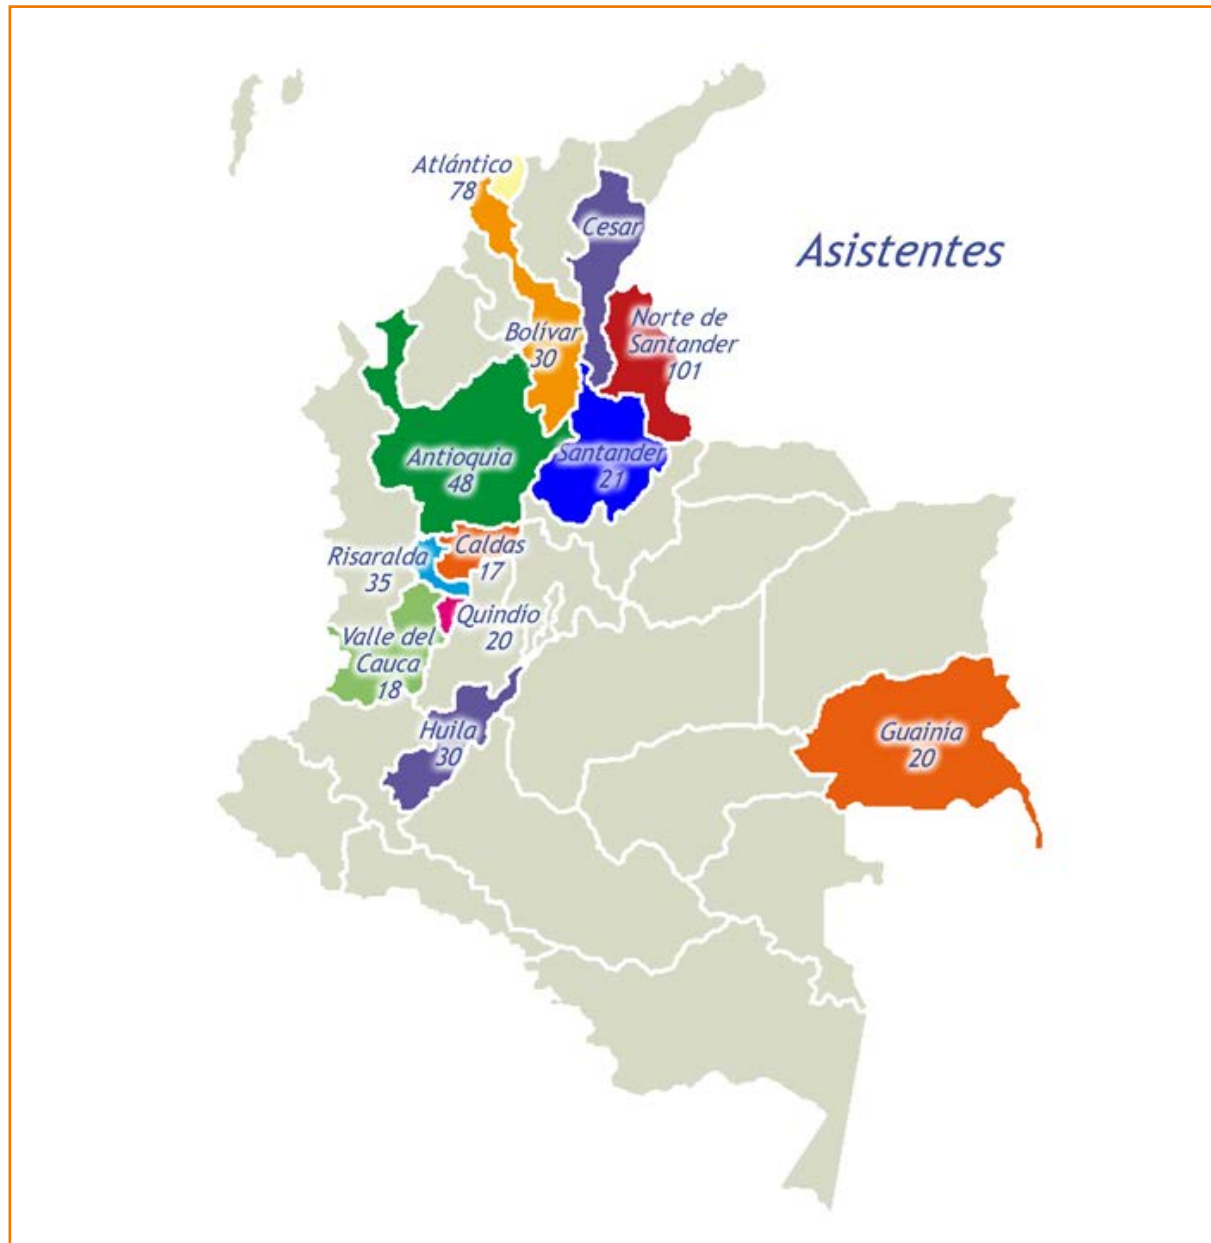 Atlántico
78
Cesar
Asistentes
Norte de
Santander
101
Bolívar
30
Antioquia
48
Santander
21
Risaralda
35
Caldas
17
Quindío
20
Valle del
Cauca
18
Huila
30
Guainía
20